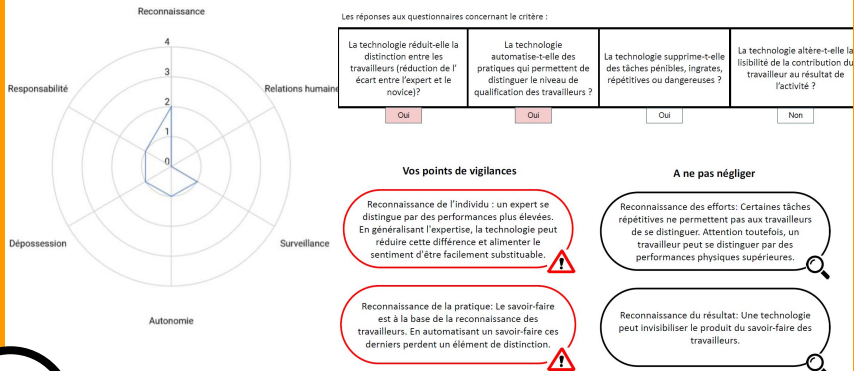 Reconnaissance
4
3
2
1
0
Responsabilité
Relations humaine
Dépossession
Surveillance
Autonomie
Les réponses aux questionnaires concernant le critère :
La technologie réduit-elle la
distinction entre les
travailleurs (réduction de l'
écart entre l'expert et le
novice)?
Oui
La technologie
automatise-t-elle des
pratiques qui permettent de
distinguer le niveau de
qualification des travailleurs ?
Oui
La technologie supprime-t-elle
des tâches pénibles, ingrates,
répétitives ou dangereuses ?
Oui
La technologie altère-t-elle la
lisibilité de la contribution du
travailleur au résultat de
l'activité ?
Non
Vos points de vigilances
Reconnaissance de l'individu : un expert se
distingue par des performances plus élevées.
En généralisant l'expertise, la technologie peut
réduire cette différence et alimenter le
sentiment d'être facilement substituable.
Reconnaissance de la pratique: Le savoir-faire
est à la base de la reconnaissance des
travailleurs. En automatisant un savoir-faire ces
derniers perdent un élément de distinction.
A ne pas négliger
Reconnaissance des efforts: Certaines tâches
répétitives ne permettent pas aux travailleurs
de se distinguer. Attention toutefois, un
travailleur peut se distinguer par des
performances physiques supérieures.
Reconnaissance du résultat: Une technologie
peut invisibiliser le produit du savoir-faire des
travailleurs.